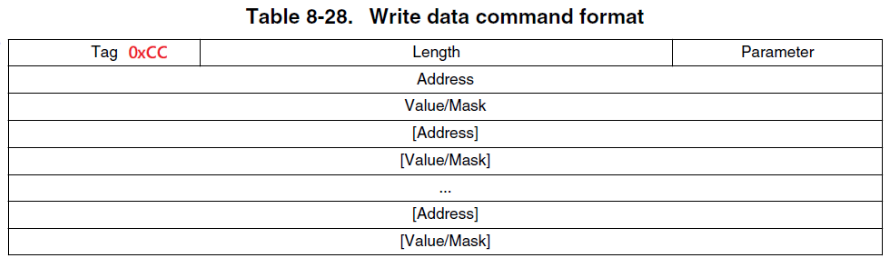 Table 8-28. Write data command format
Tag 0xCC Length Parameter
Address
Value/Mask
[Address]
[Value/Mask]
...
[Address]
[Value/Mask]